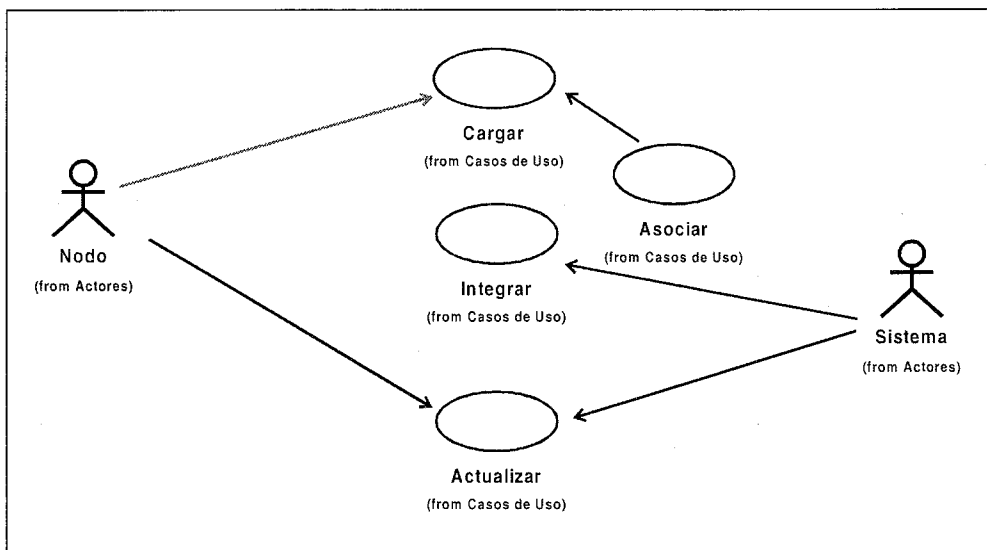 Cargar
(from Casos de Uso)
Nodo
(from Actores)
Asociar
(from Casos de Uso)
Integrar
(from Casos de Uso)
Sistema
(from Actores)
Actualizar
(from Casos de Uso)